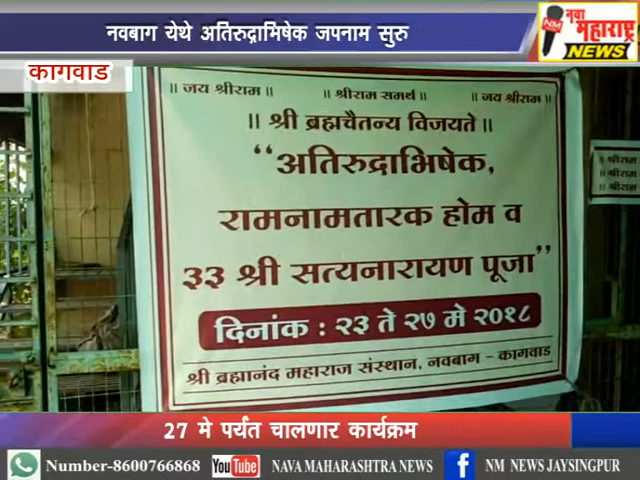 नवबाग येथे अतिरुद्राभिषेक जपनाम सुरु
नवा
महाराष्ट्र
NEWS
कागवाड
॥ जय श्रीराम ॥ ॥ श्रीराम समर्थ ॥ ॥ जय श्रीराम ॥
॥ श्री ब्रह्मचैतन्य विजयते ॥
“अतिरुद्राभिषेक,
रामनामतारक होम व
३३ श्री सत्यनारायण पूजा”
दिनांक : २३ ते २७ मे २०१८
श्री ब्रह्मानंद महाराज संस्थान, नवबाग - कागवाड
॥ श्रीराम
॥ श्रीराम
॥ श्रीराम
27 मे पर्यंत चालणार कार्यक्रम
Number-8600766868 You Tube NAVA MAHARASHTRA NEWS f NM NEWS JAYSINGPUR